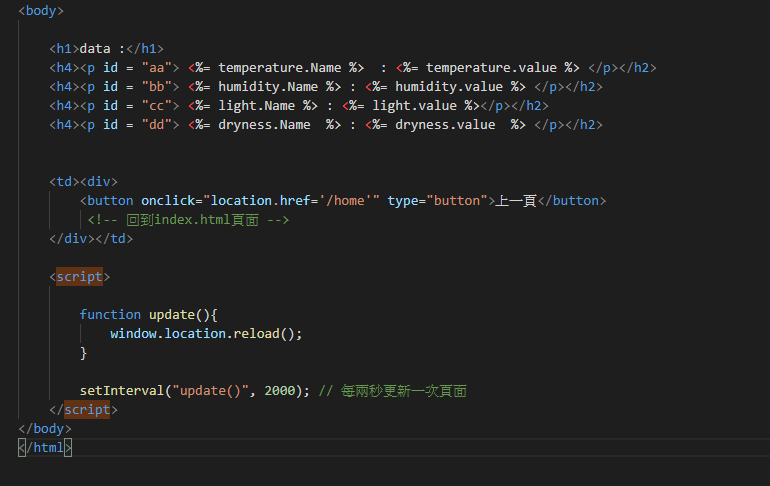 <body>
<h1>data :</h1>
<h4><p id = "aa"> <%= temperature.Name %>  : <%= temperature.value %> </p></h2>
<h4><p id = "bb"> <%= humidity.Name %> : <%= humidity.value %> </p></h2>
<h4><p id = "cc"> <%= light.Name %> : <%= light.value %></p></h2>
<h4><p id = "dd"> <%= dryness.Name  %> : <%= dryness.value  %> </p></h2>
<td><div>
<button onclick="location.href='/home'" type="button">上一頁</button>
<!-- 回到index.html頁面 -->
</div></td>
<script>
function update(){
window.location.reload();
}
setInterval("update()", 2000); // 每兩秒更新一次頁面
</script>
</body>
</html>